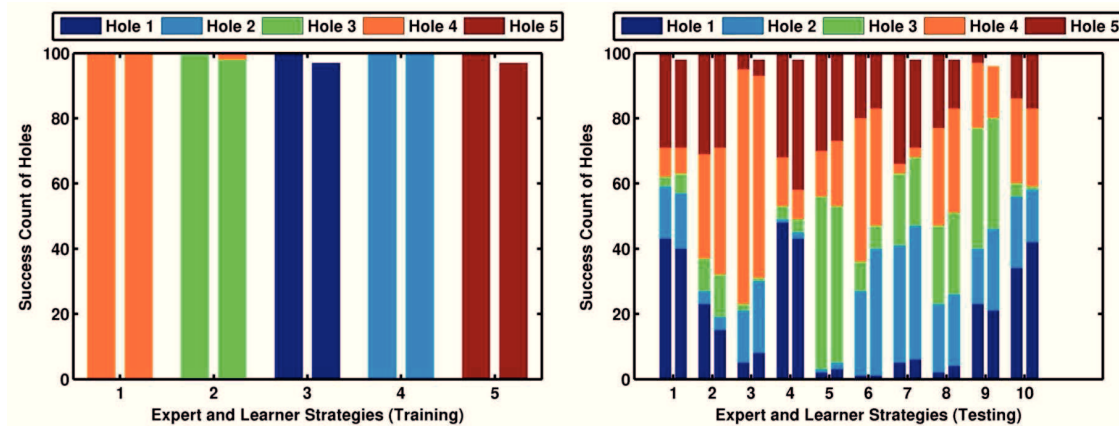 Hole 1 Hole 2 Hole 3 Hole 4 Hole 5
100
80
60
40
20
0
Success Count of Holes
1 2 3 4 5
Expert and Learner Strategies (Training)
Hole 1 Hole 2 Hole 3 Hole 4 Hole 5
100
80
60
40
20
0
Success Count of Holes
1 2 3 4 5 6 7 8 9 10
Expert and Learner Strategies (Testing)